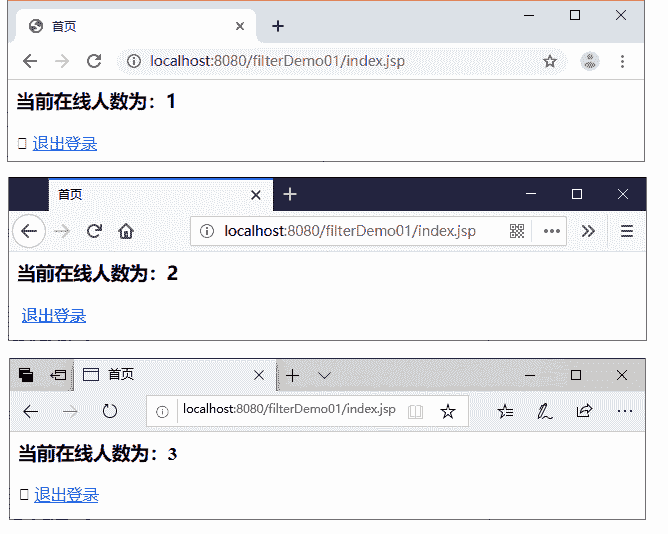 首页
localhost:8080/filterDemo01/index.jsp
当前在线人数为：1
退出登录
首页
localhost:8080/filterDemo01/index.jsp
当前在线人数为：2
退出登录
首页
localhost:8080/filterDemo01/index.jsp
当前在线人数为：3
退出登录